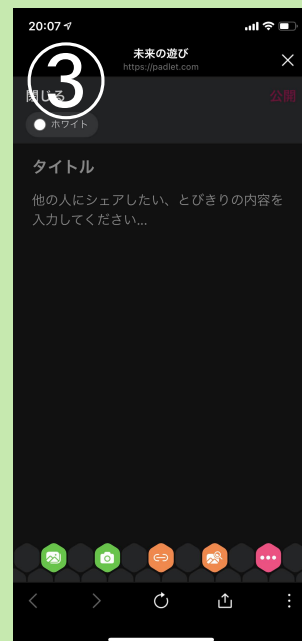 20:07
③
未来の遊び
https://padlet.com
閉じる
公開
ホワイト
タイトル
他の人にシェアしたい、とびきりの内容を
入力してください...